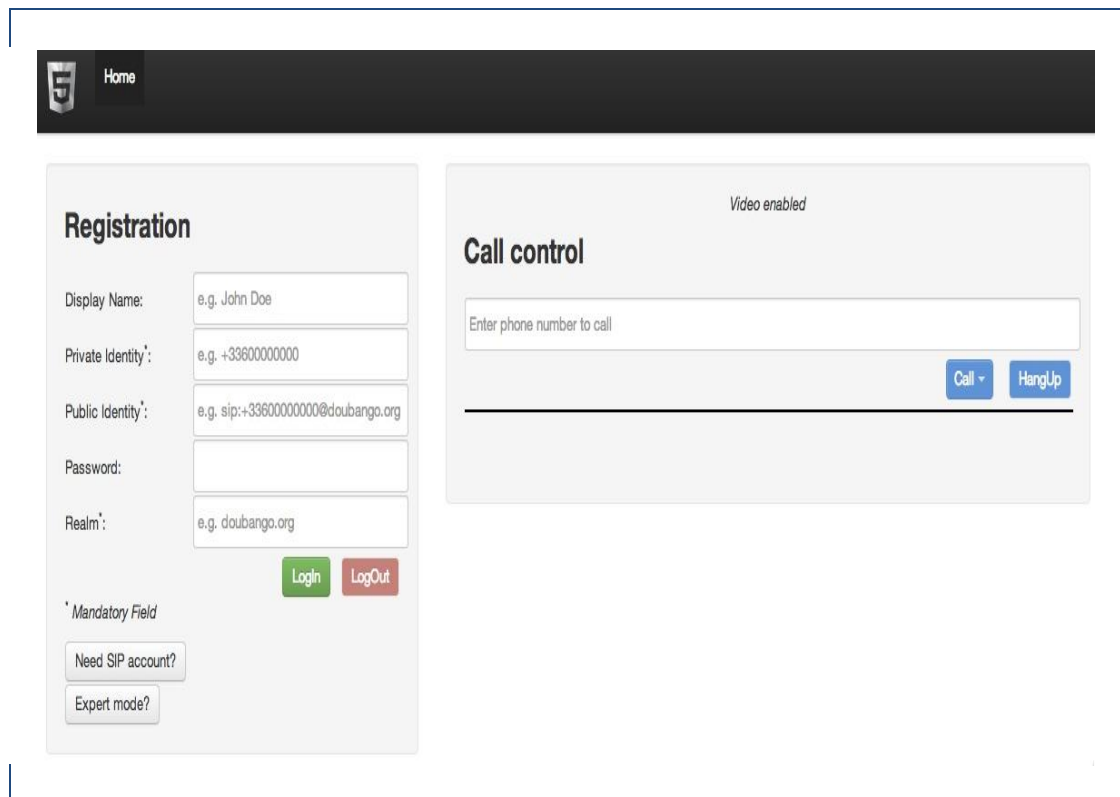 5
Home
Registration
Display Name:
e.g. John Doe
Private Identity*:
e.g. +33600000000
Public Identity*:
e.g. sip:+33600000000@doubango.org
Password:
Realm*:
e.g. doubango.org
LogIn
LogOut
* Mandatory Field
Need SIP account?
Expert mode?
Video enabled
Call control
Enter phone number to call
Call
HangUp